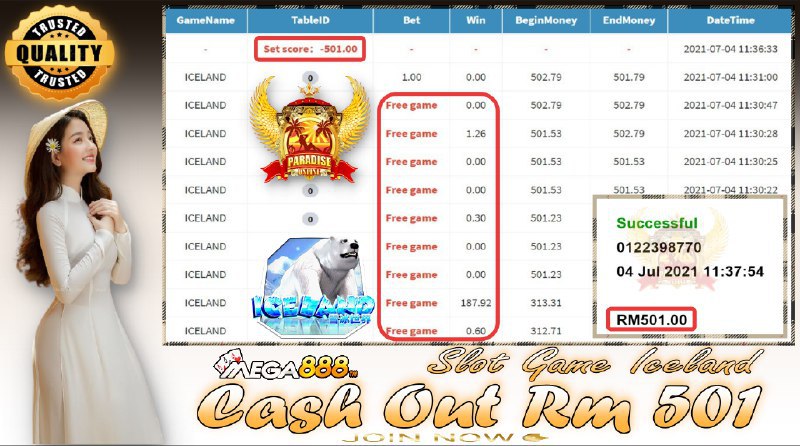 TRUSTED
QUALITY
TRUSTED
GameName TableID Bet Win BeginMoney EndMoney DateTime
- Set score: -501.00 - - - - 2021-07-04 11:36:33
ICELAND 0 1.00 0.00 502.79 501.79 2021-07-04 11:31:00
ICELAND Free game 0.00 502.79 502.79 2021-07-04 11:30:47
ICELAND Free game 1.26 501.53 502.79 2021-07-04 11:30:28
ICELAND Free game 0.00 501.53 501.53 2021-07-04 11:30:25
ICELAND 0 Free game 0.00 501.53 501.53 2021-07-04 11:30:22
ICELAND 0 Free game 0.30 501.23
ICELAND Free game 0.00 501.23
ICELAND Free game 0.00 501.23
ICELAND Free game 187.92 313.31
ICELAND Free game 0.60 312.71
PARADISE
ICELAND
Successful
0122398770
04 Jul 2021 11:37:54
RM501.00
MEGA888 TM
Slot Game Iceland
Cash Out Rm 501
JOIN NOW